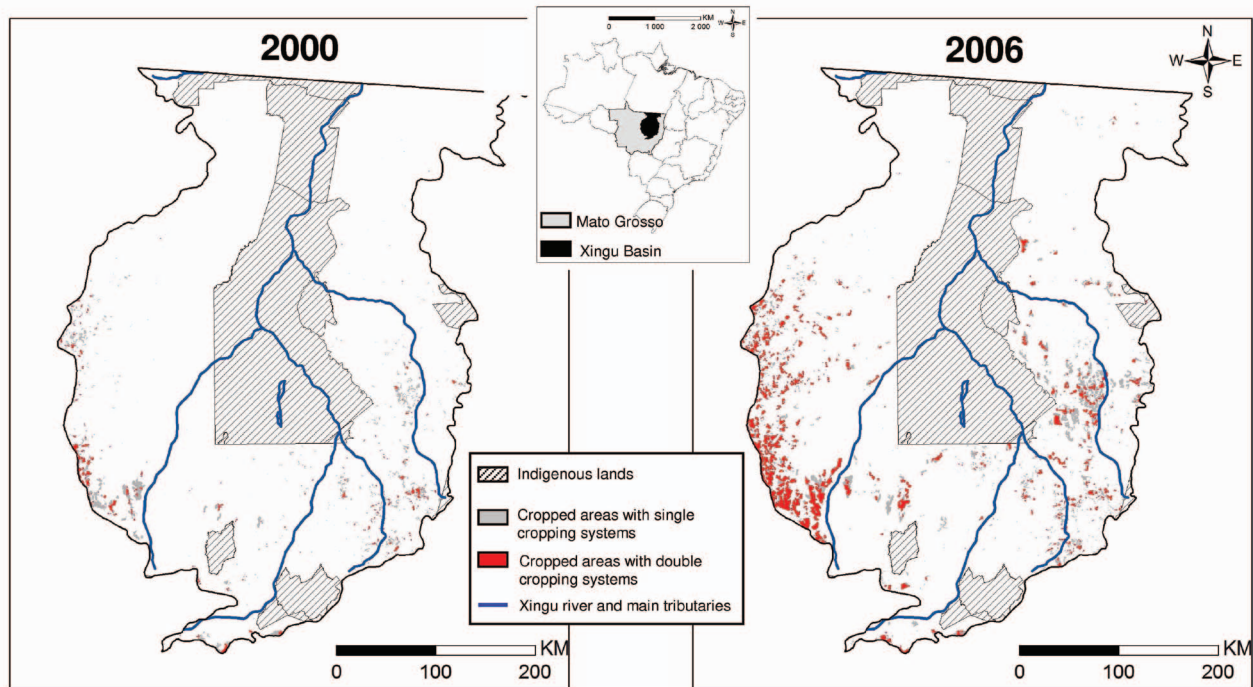 2000
KM
0 1 000 2 000
N
W E
S
Mato Grosso
Xingu Basin
2006
N
W E
S
Indigenous lands
Cropped areas with single
cropping systems
Cropped areas with double
cropping systems
Xingu river and main tributaries
KM
0 100 200
KM
0 100 200